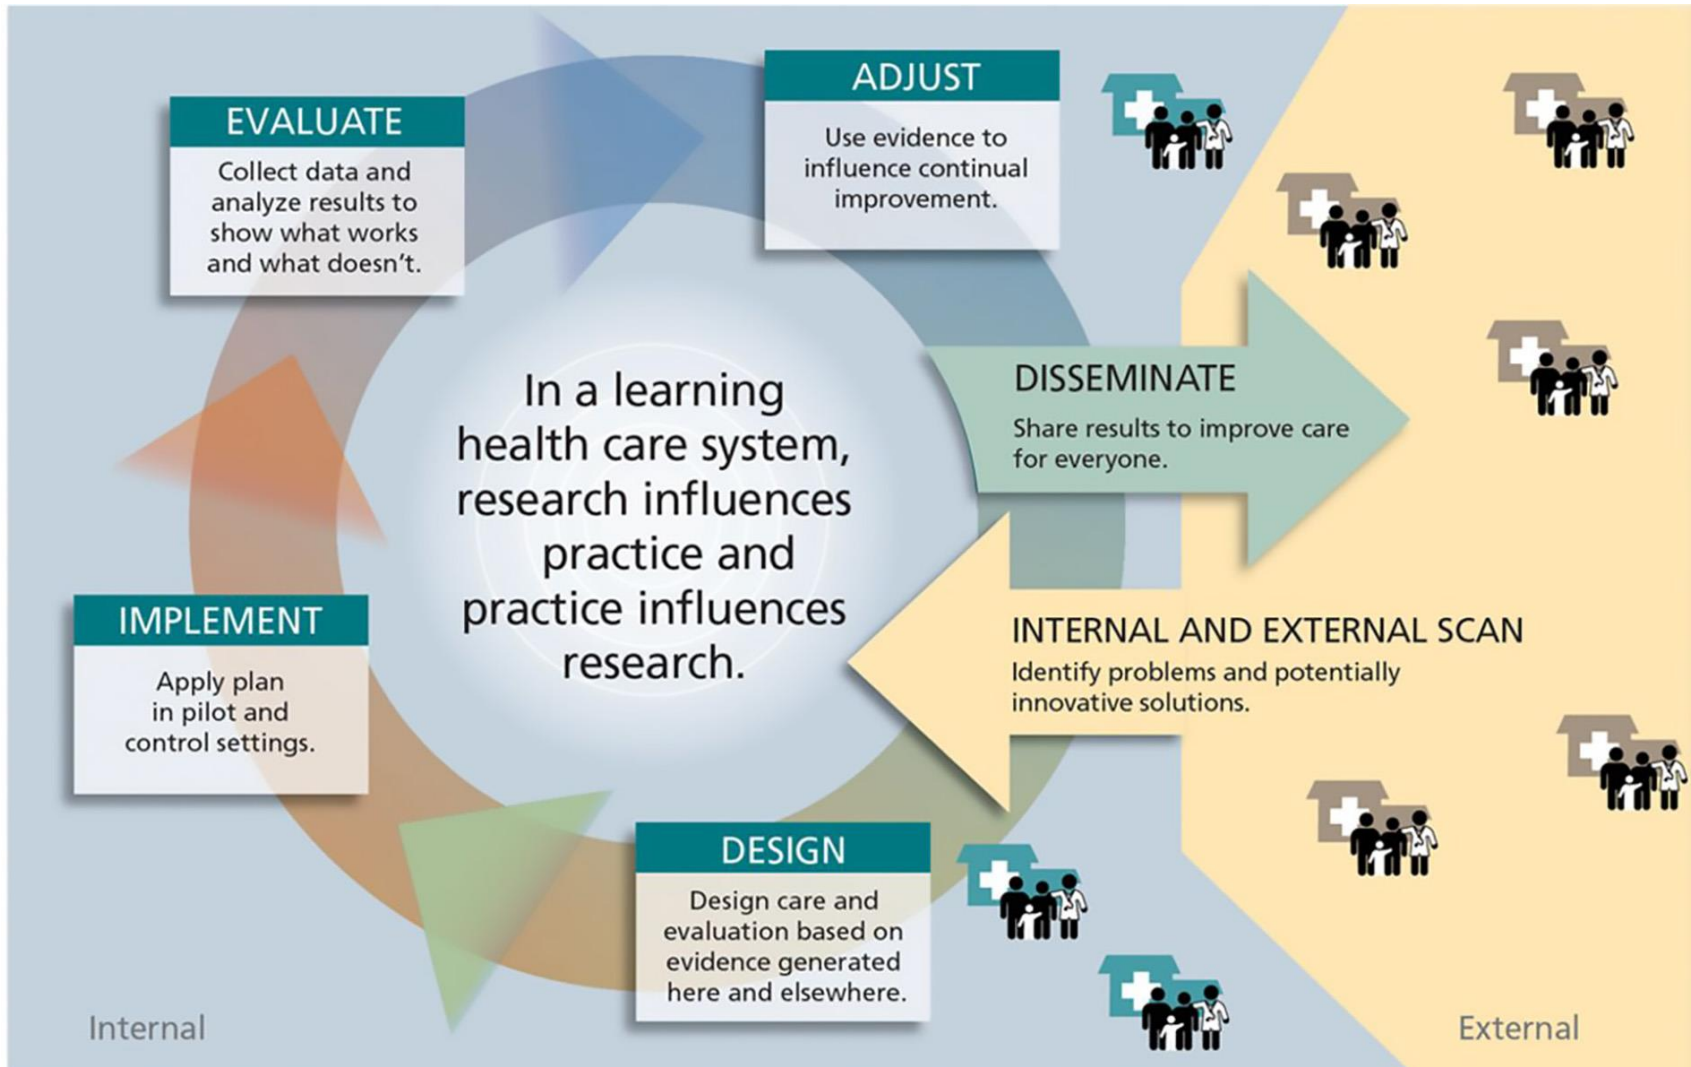 EVALUATE
Collect data and
analyze results to
show what works
and what doesn't.
ADJUST
Use evidence to
influence continual
improvement.
In a learning
health care system,
research influences
practice and
practice influences
research.
DISSEMINATE
Share results to improve care
for everyone.
INTERNAL AND EXTERNAL SCAN
Identify problems and potentially
innovative solutions.
IMPLEMENT
Apply plan
in pilot and
control settings.
DESIGN
Design care and
evaluation based on
evidence generated
here and elsewhere.
Internal
External